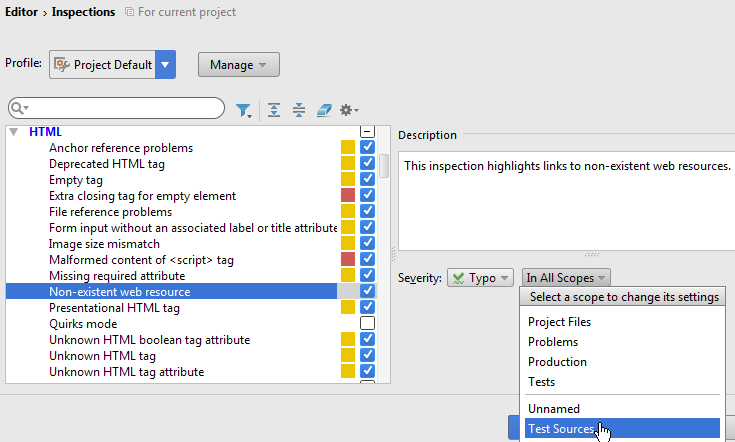 Editor › Inspections For current project
Profile: Project Default Manage
HTML
Anchor reference problems
Deprecated HTML tag
Empty tag
Extra closing tag for empty element
File reference problems
Form input without an associated label or title attribute
Image size mismatch
Malformed content of <script> tag
Missing required attribute
Non-existent web resource
Presentational HTML tag
Quirks mode
Unknown HTML boolean tag attribute
Unknown HTML tag
Unknown HTML tag attribute
Description
This inspection highlights links to non-existent web resources.
Severity: Typo In All Scopes
Select a scope to change its settings
Project Files
Problems
Production
Tests
Unnamed
Test Sources